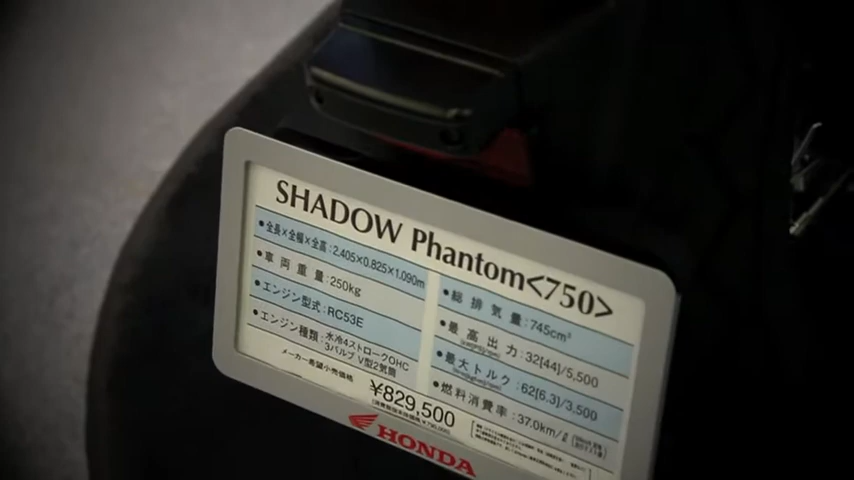 SHADOW Phantom<750>
●全長×全幅×全高:2.405×0.825×1.090m
●車両重量:250kg
●エンジン型式:RC53E
●エンジン種類:水冷4ストロークOHC
3バルブ V型2気筒
●総排気量:745cm³
●最高出力:32[44]/5,500
●最大トルク:62[6.3]/3,500
●燃料消費率:37.0km/ℓ
メーカー希望小売価格
¥829,500
HONDA